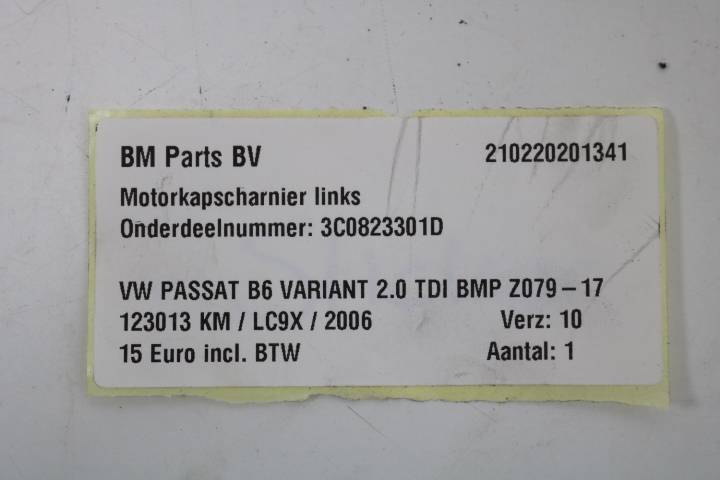 BM Parts BV 210220201341
Motorkapscharnier links
Onderdeelnummer: 3C0823301D
VW PASSAT B6 VARIANT 2.0 TDI BMP Z079-17
123013 KM / LC9X / 2006 Verz: 10
15 Euro incl. BTW Aantal: 1